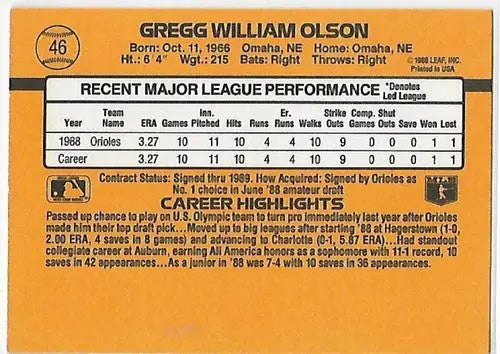 46
GREGG WILLIAM OLSON
Born: Oct. 11, 1966 Omaha, NE Home: Omaha, NE
Ht.: 6'4" Wgt.: 215 Bats: Right Throws: Right
©1988 LEAF, INC.
Printed in USA
RECENT MAJOR LEAGUE PERFORMANCE *Denotes Led League
Year Team Name ERA Games Inn. Pitched Hits Runs Er. Runs Walks Strike Outs Comp. Games Shut Outs Save Won Lost
1988 Orioles 3.27 10 11 10 4 4 10 9 0 0 0 1 1
Career 3.27 10 11 10 4 4 10 9 0 0 0 1 1
Contract Status: Signed thru 1989. How Acquired: Signed by Orioles as
No. 1 choice in June '88 amateur draft
CAREER HIGHLIGHTS
Passed up chance to play on U.S. Olympic team to turn pro immediately last year after Orioles
made him their top draft pick...Moved up to big leagues after starting '88 at Hagerstown (1-0,
2.00 ERA, 4 saves in 8 games) and advancing to Charlotte (0-1, 5.87 ERA)...Had standout
collegiate career at Auburn, earning All America honors as a sophomore with 11-1 record, 10
saves in 42 appearances...As a junior in '88 was 7-4 with 10 saves in 36 appearances.